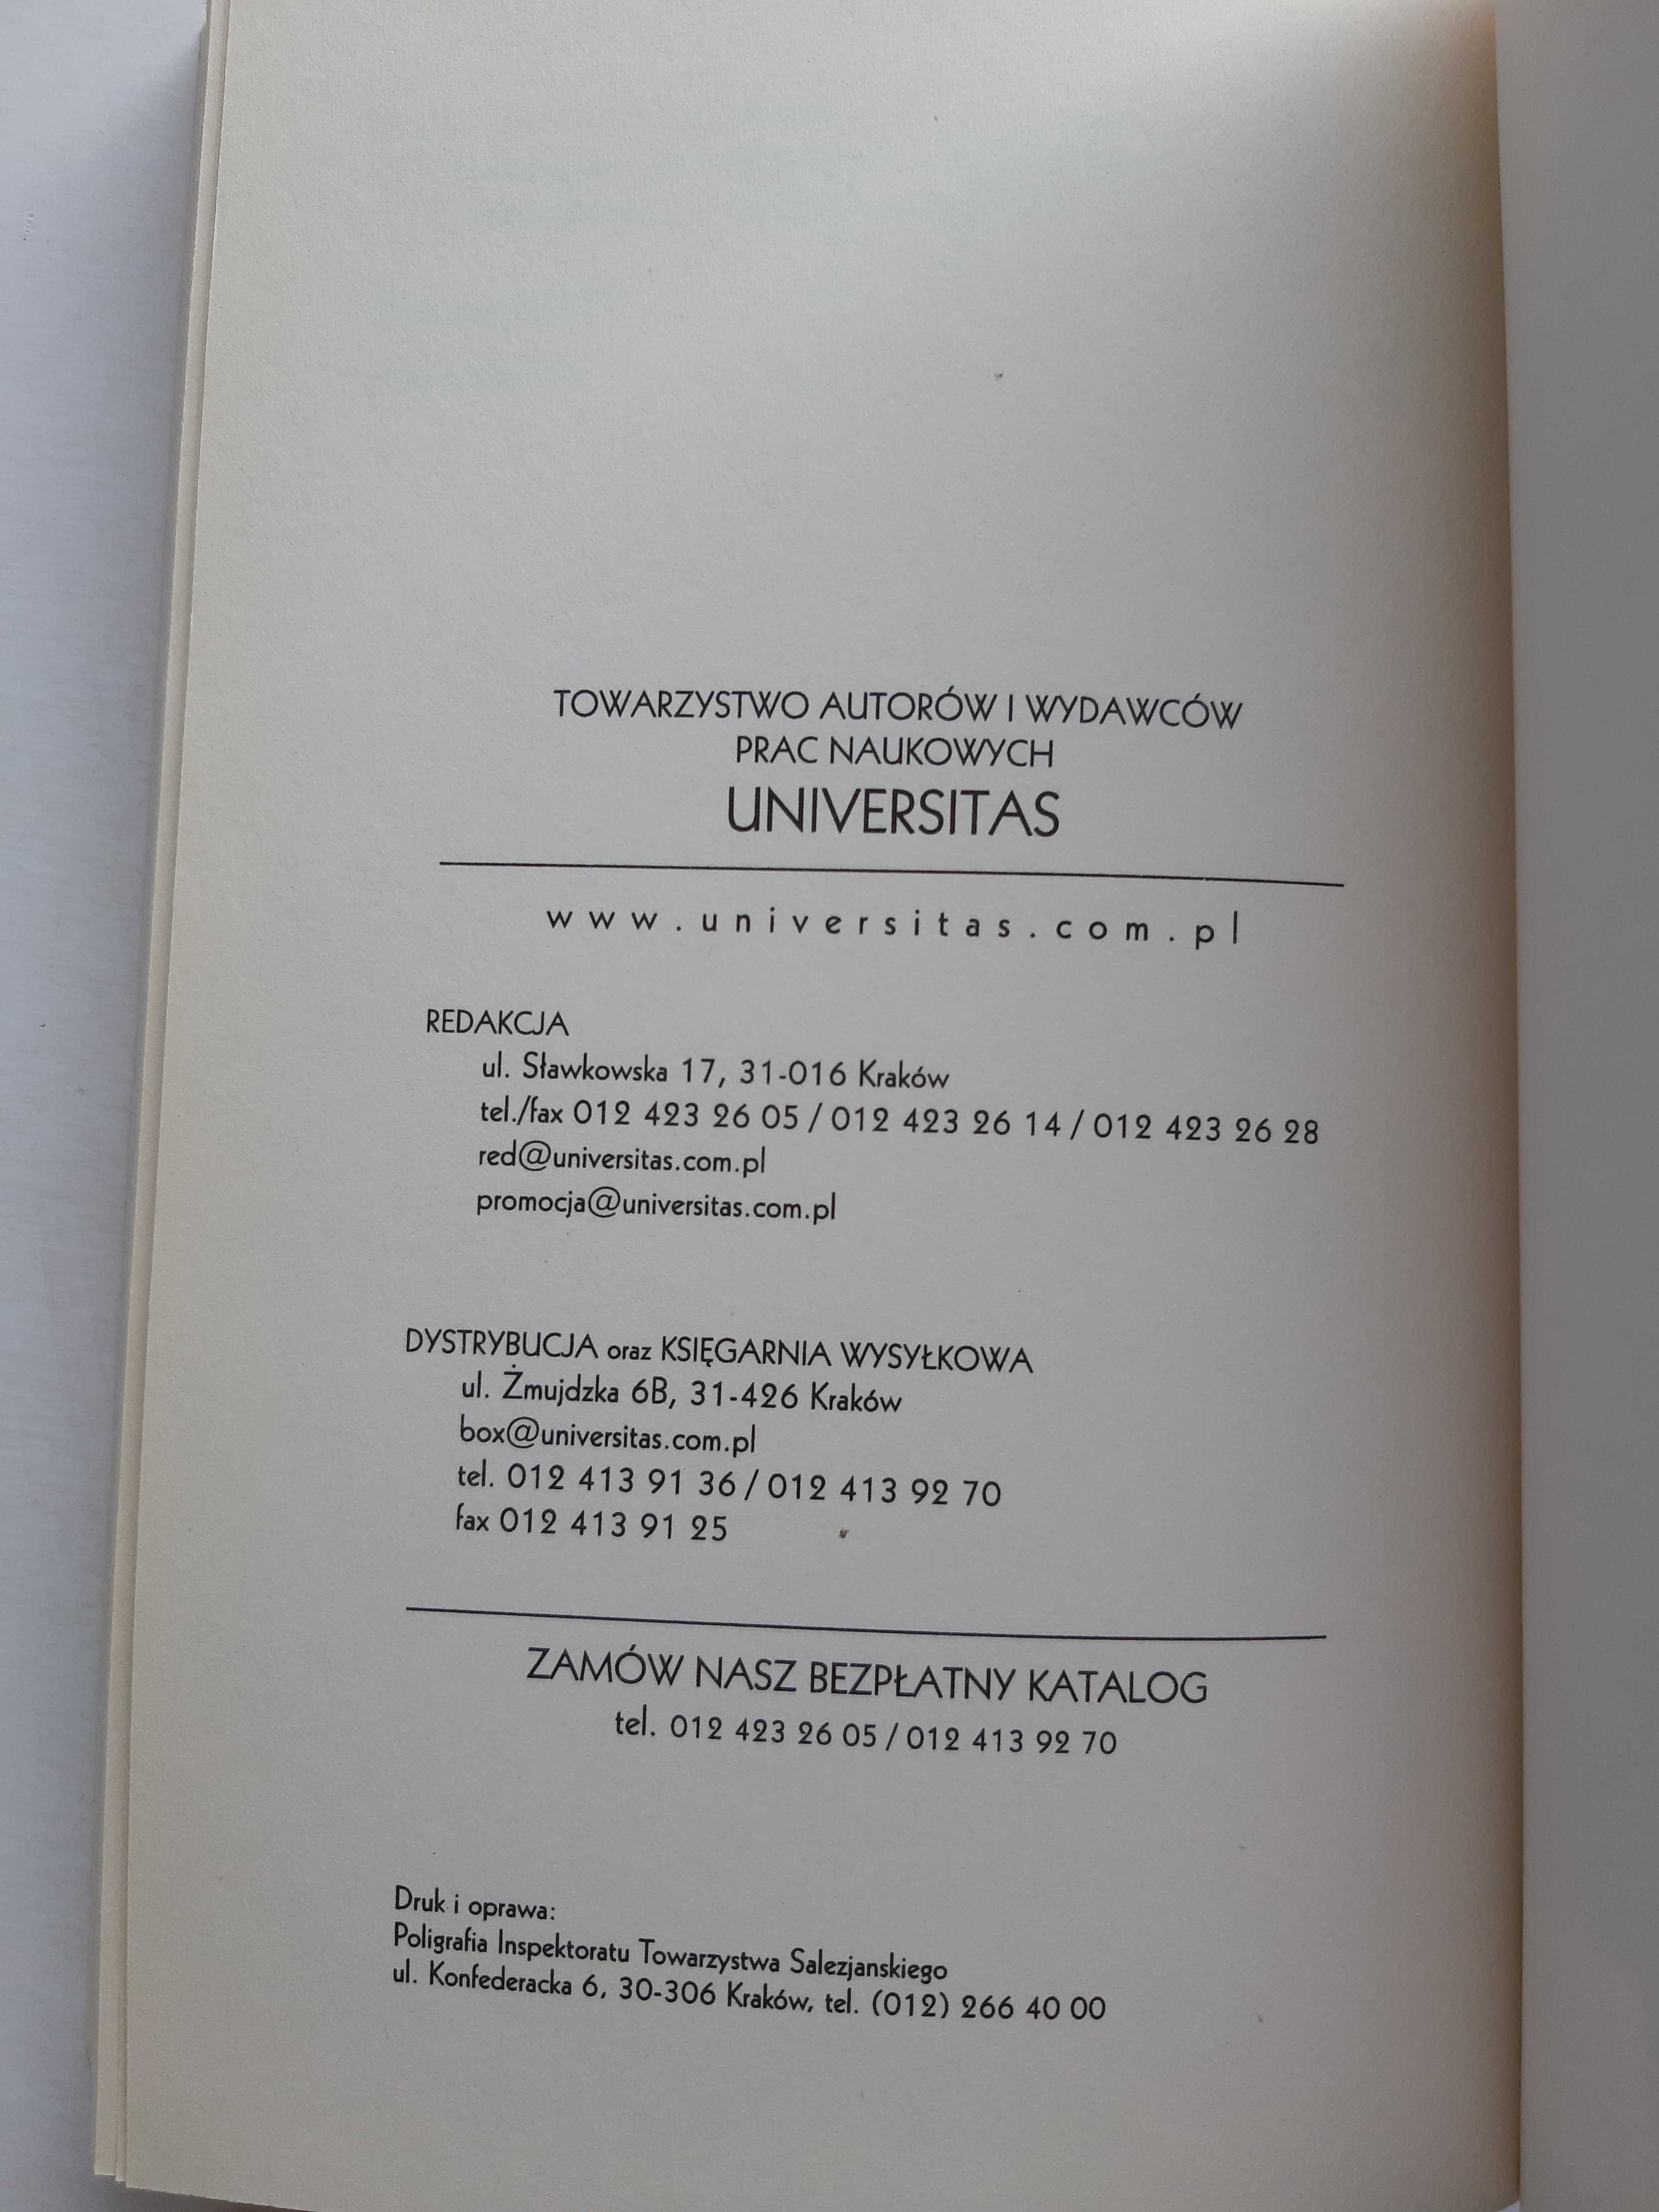 TOWARZYSTWO AUTORÓW I WYDAWCÓW
PRAC NAUKOWYCH
UNIVERSITAS
www.universitas.com.pl
REDAKCJA
ul. Sławkowska 17, 31-016 Kraków
tel./fax 012 423 26 05 / 012 423 26 14 / 012 423 26 28
red@universitas.com.pl
promocja@universitas.com.pl
DYSTRYBUCJA oraz KSIĘGARNIA WYSYŁKOWA
ul. Żmujdzka 6B, 31-426 Kraków
box@universitas.com.pl
tel. 012 413 91 36 / 012 413 92 70
fax 012 413 91 25
ZAMÓW NASZ BEZPŁATNY KATALOG
tel. 012 423 26 05 / 012 413 92 70
Druk i oprawa:
Poligrafia Inspektoratu Towarzystwa Salezjanskiego
ul. Konfederacka 6, 30-306 Kraków, tel. (012) 266 40 00